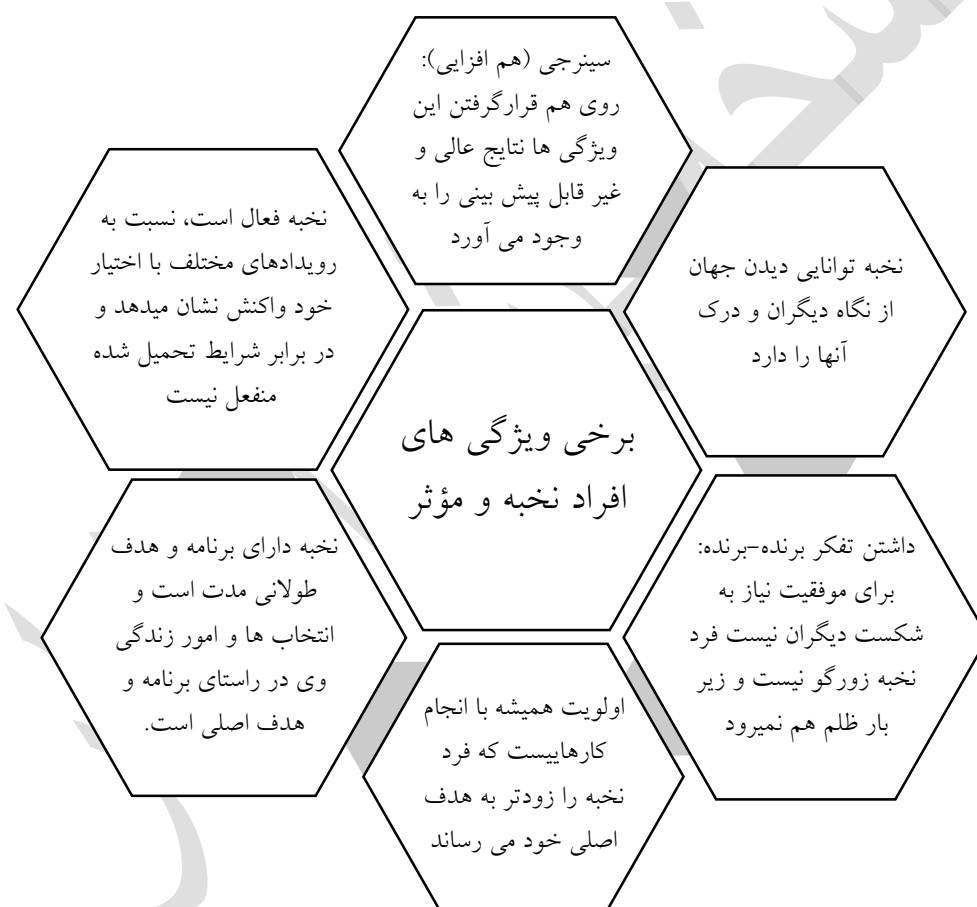 برخی ویژگی های
افراد نخبه و مؤثر
سینرجی (هم افزایی):
روی هم قرارگرفتن این
ویژگی ها نتایج عالی و
غیر قابل پیش بینی را به
وجود می آورد
نخبه توانایی دیدن جهان
از نگاه دیگران و درک
آنها را دارد
داشتن تفکر برنده-برنده:
برای موفقیت نیاز به
شکست دیگران نیست فرد
نخبه زورگو نیست و زیر
بار ظلم هم نمیرود
اولویت همیشه با انجام
کارهاییست که فرد
نخبه را زودتر به هدف
اصلی خود می رساند
نخبه دارای برنامه و هدف
طولانی مدت است و
انتخاب ها و امور زندگی
وی در راستای برنامه و
هدف اصلی است.
نخبه فعال است، نسبت به
رویدادهای مختلف با اختیار
خود واکنش نشان میدهد و
در برابر شرایط تحمیل شده
منفعل نیست